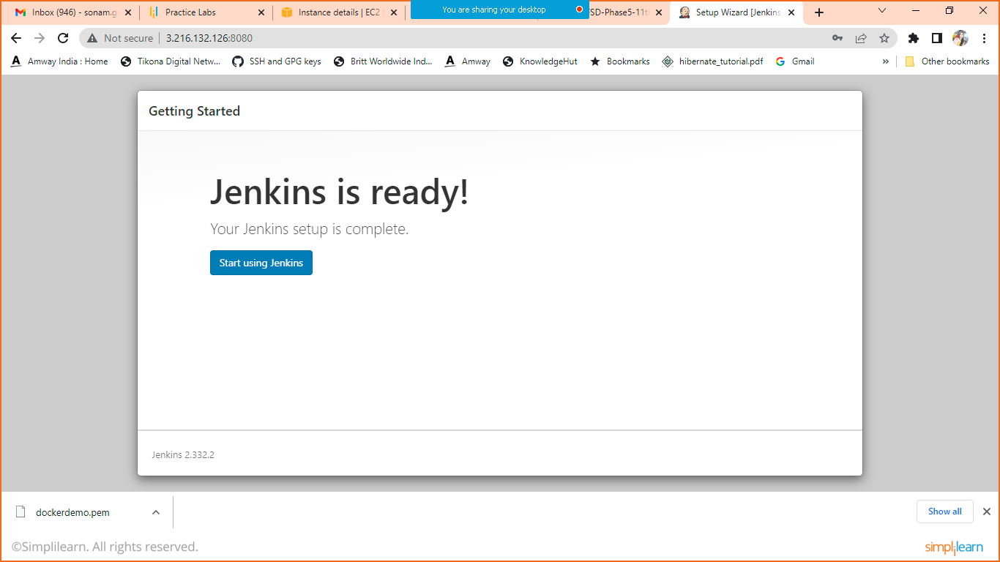 Inbox (946) - sonam.g
Practice Labs
Instance details | EC2
You are sharing your desktop
SD-Phase5-11t
Setup Wizard [Jenkins
Not secure
3.216.132.126:8080
Amway India : Home
Tikona Digital Netw...
SSH and GPG keys
Britt Worldwide Ind...
Amway
KnowledgeHut
Bookmarks
hibernate_tutorial.pdf
Gmail
»
Other bookmarks
Getting Started
Jenkins is ready!
Your Jenkins setup is complete.
Start using Jenkins
Jenkins 2.332.2
dockerdemo.pem
Show all
©Simplilearn. All rights reserved.
simplilearn